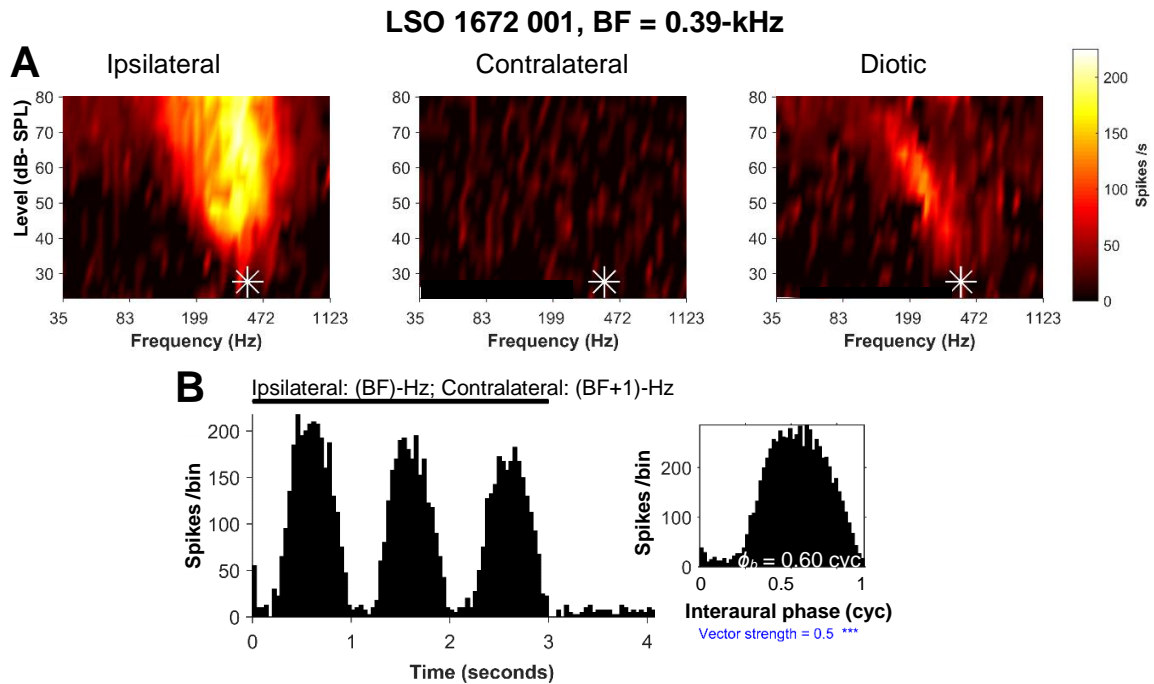 LSO 1672 001, BF = 0.39-kHz
A
Ipsilateral
Contralateral
Diotic
Level (dB- SPL)
80
70
60
50
40
30
35 83 199 472 1123
Frequency (Hz)
80
70
60
50
40
30
35 83 199 472 1123
Frequency (Hz)
80
70
60
50
40
30
35 83 199 472 1123
Frequency (Hz)
200
150
100
50
0
Spikes /s
B
Ipsilateral: (BF)-Hz; Contralateral: (BF+1)-Hz
Spikes /bin
200
150
100
50
0
0 1 2 3 4
Time (seconds)
Spikes /bin
200
100
0
ϕb = 0.60 cyc
0 0.5 1
Interaural phase (cyc)
Vector strength = 0.5 ***